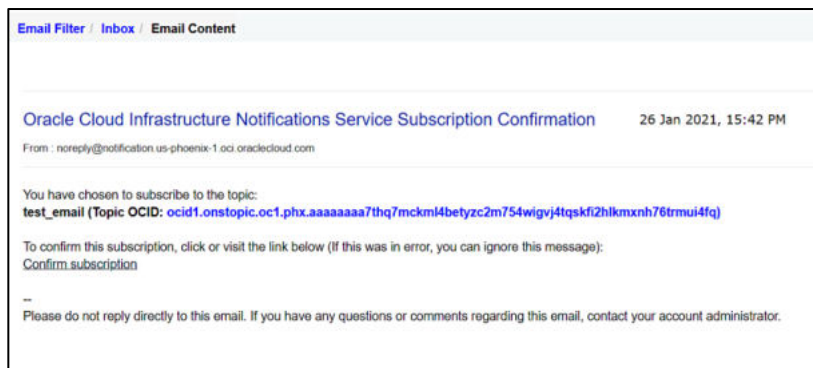 Email Filter / Inbox / Email Content
Oracle Cloud Infrastructure Notifications Service Subscription Confirmation 26 Jan 2021, 15:42 PM
From : noreply@notification.us-phoenix-1.oci.oraclecloud.com
You have chosen to subscribe to the topic:
test_email (Topic OCID: ocid1.onstopic.oc1.phx.aaaaaaaa7thq7mckml4betyzc2m754wigvj4tqskfi2hlkmxnh76trmui4fq)
To confirm this subscription, click or visit the link below (If this was in error, you can ignore this message):
Confirm subscription
--
Please do not reply directly to this email. If you have any questions or comments regarding this email, contact your account administrator.